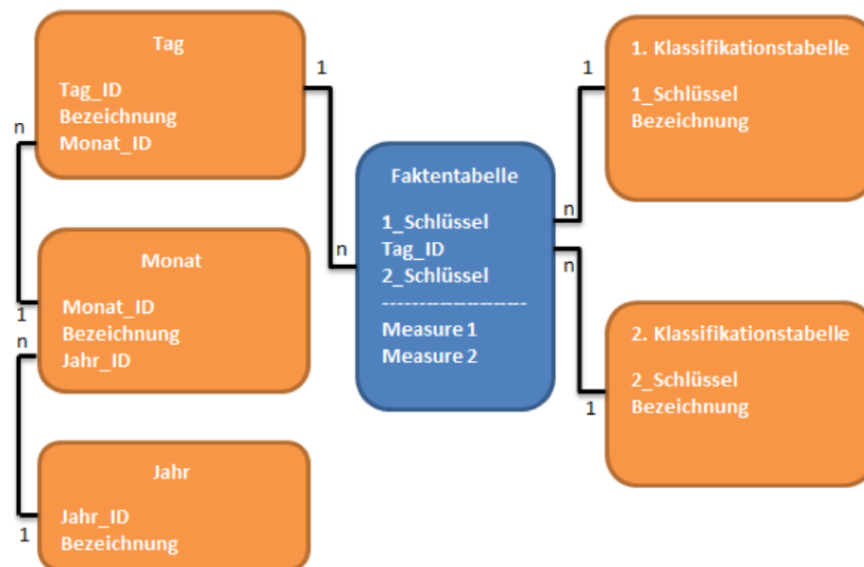 Tag
Tag_ID
Bezeichnung
Monat_ID
1
n
Monat
Monat_ID
Bezeichnung
Jahr_ID
1
n
Jahr
Jahr_ID
Bezeichnung
1
n
Faktentabelle
1_Schlüssel
Tag_ID
2_Schlüssel
-----------------------
Measure 1
Measure 2
n
n
1
1. Klassifikationstabelle
1_Schlüssel
Bezeichnung
2. Klassifikationstabelle
2_Schlüssel
Bezeichnung
1